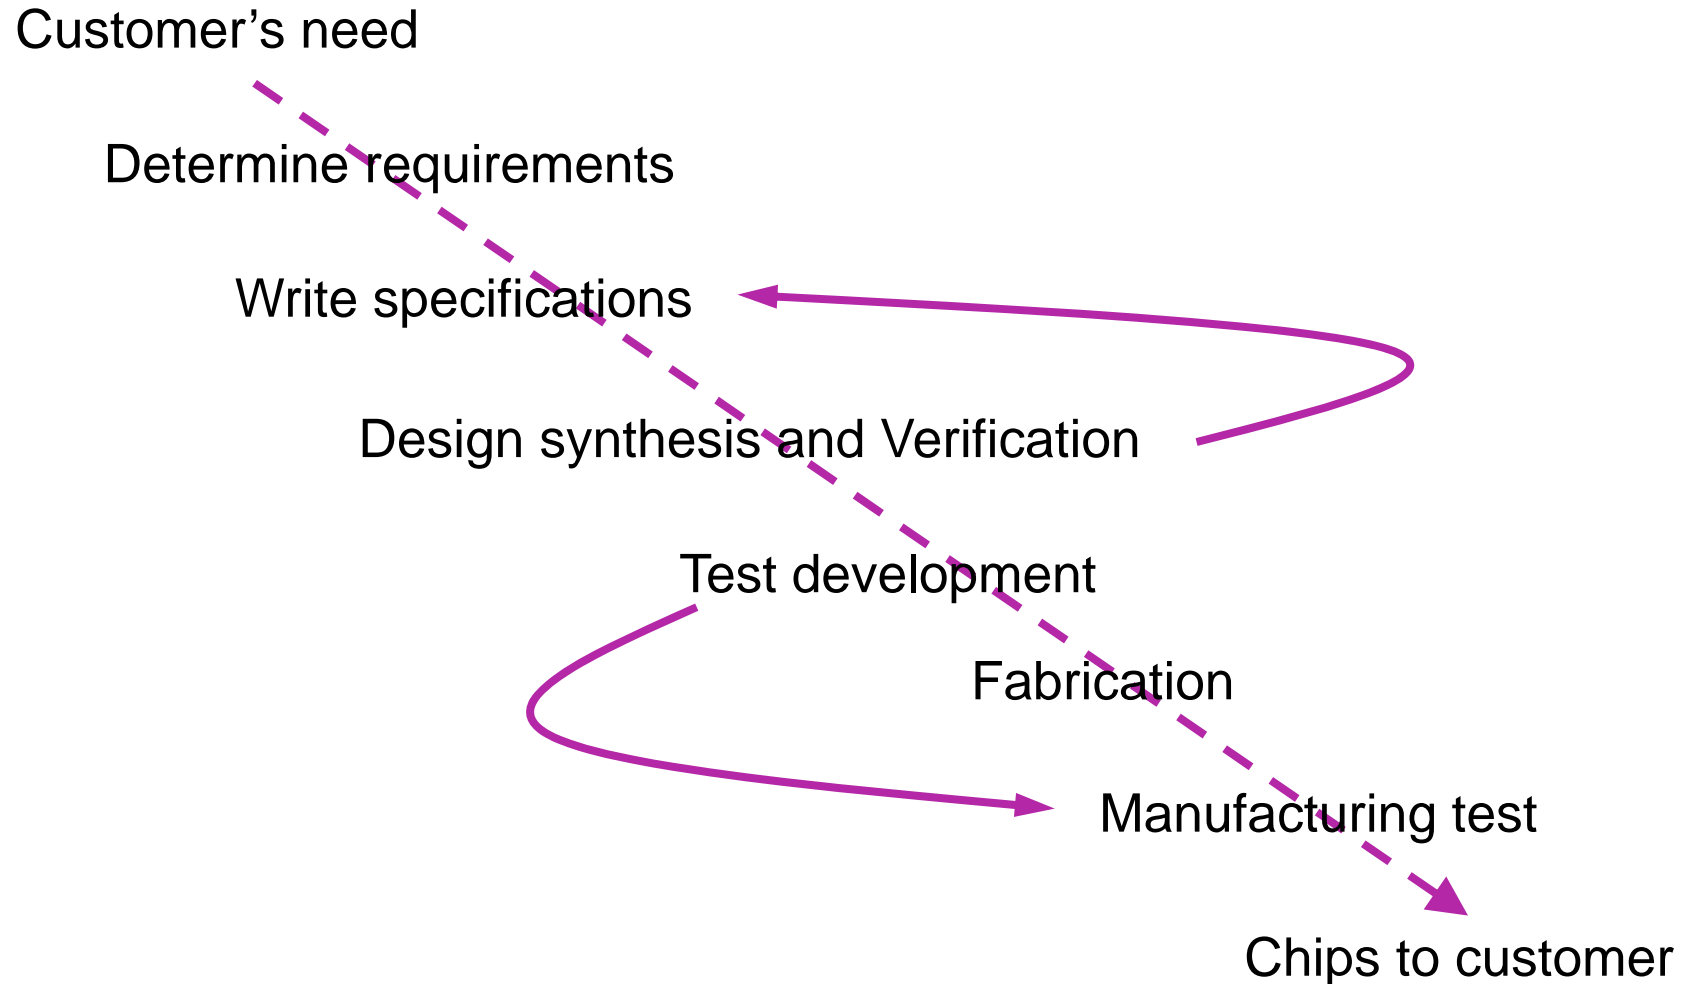 Customer’s need
Determine requirements
Write specifications
Design synthesis and Verification
Test development
Fabrication
Manufacturing test
Chips to customer